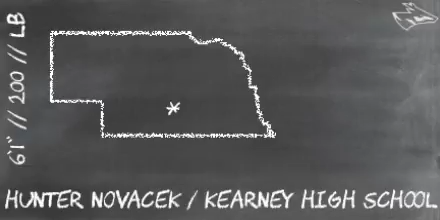 6'1" // 200 // LB
HUNTER NOVACEK / KEARNEY HIGH SCHOOL